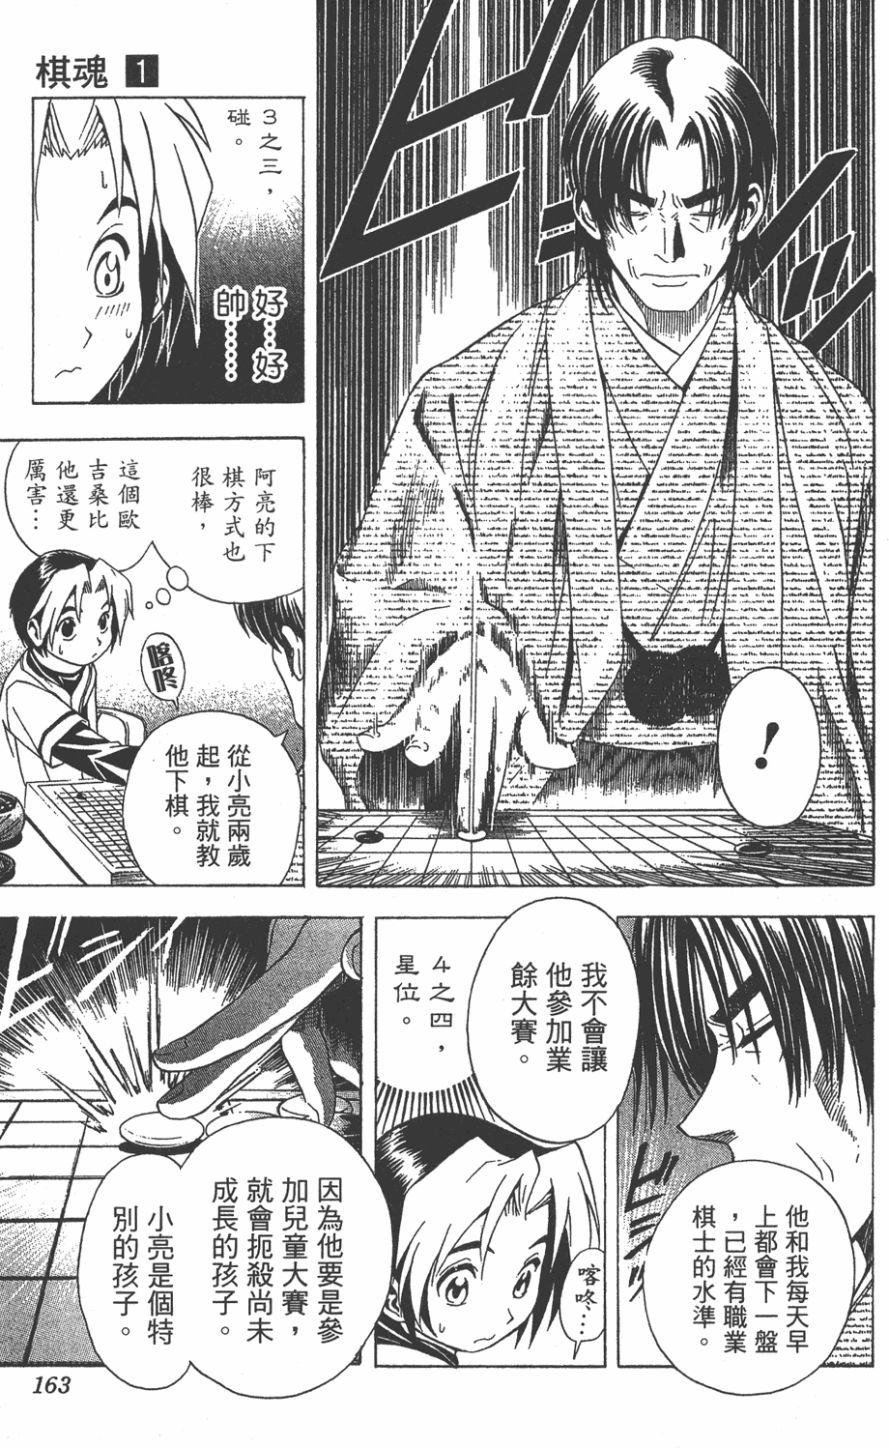 棋魂 1
！
3之三，
碰。
好…好
帥………
阿亮的下
棋方式也
很棒，
這個歐
吉桑比
他還更
厲害…
喀咚
從小亮兩歲
起，我就教
他下棋。
他和我每天早
上都會下一盤
，已經有職業
棋士的水準。
我不會讓
他參加業
餘大賽。
4之四，
星位。
喀咚…
因為他要是參
加兒童大賽，
就會扼殺尚未
成長的孩子。
小亮是個特
別的孩子。
163